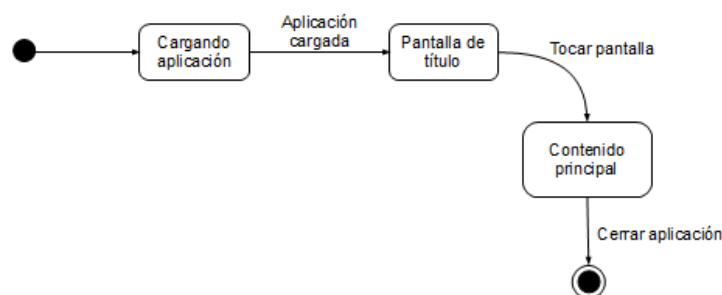 Cargando
aplicación
Aplicación
cargada
Pantalla de
título
Tocar pantalla
Contenido
principal
Cerrar aplicación